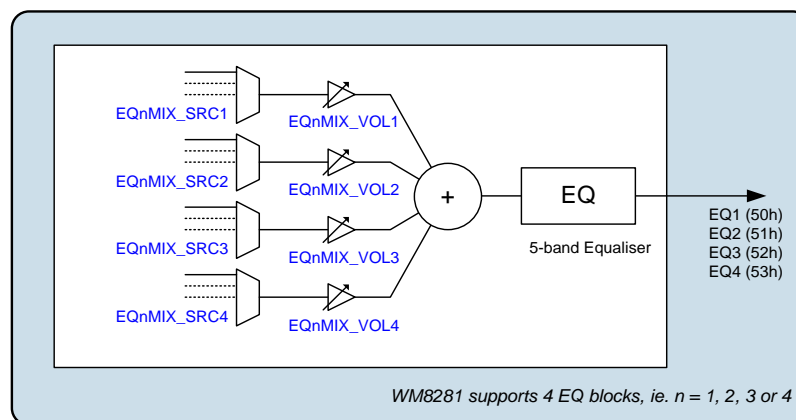 EQnMIX_SRC1
EQnMIX_VOL1
EQnMIX_SRC2
EQnMIX_VOL2
EQnMIX_SRC3
EQnMIX_VOL3
EQnMIX_SRC4
EQnMIX_VOL4
+
EQ
5-band Equaliser
EQ1 (50h)
EQ2 (51h)
EQ3 (52h)
EQ4 (53h)
WM8281 supports 4 EQ blocks, ie. n = 1, 2, 3 or 4